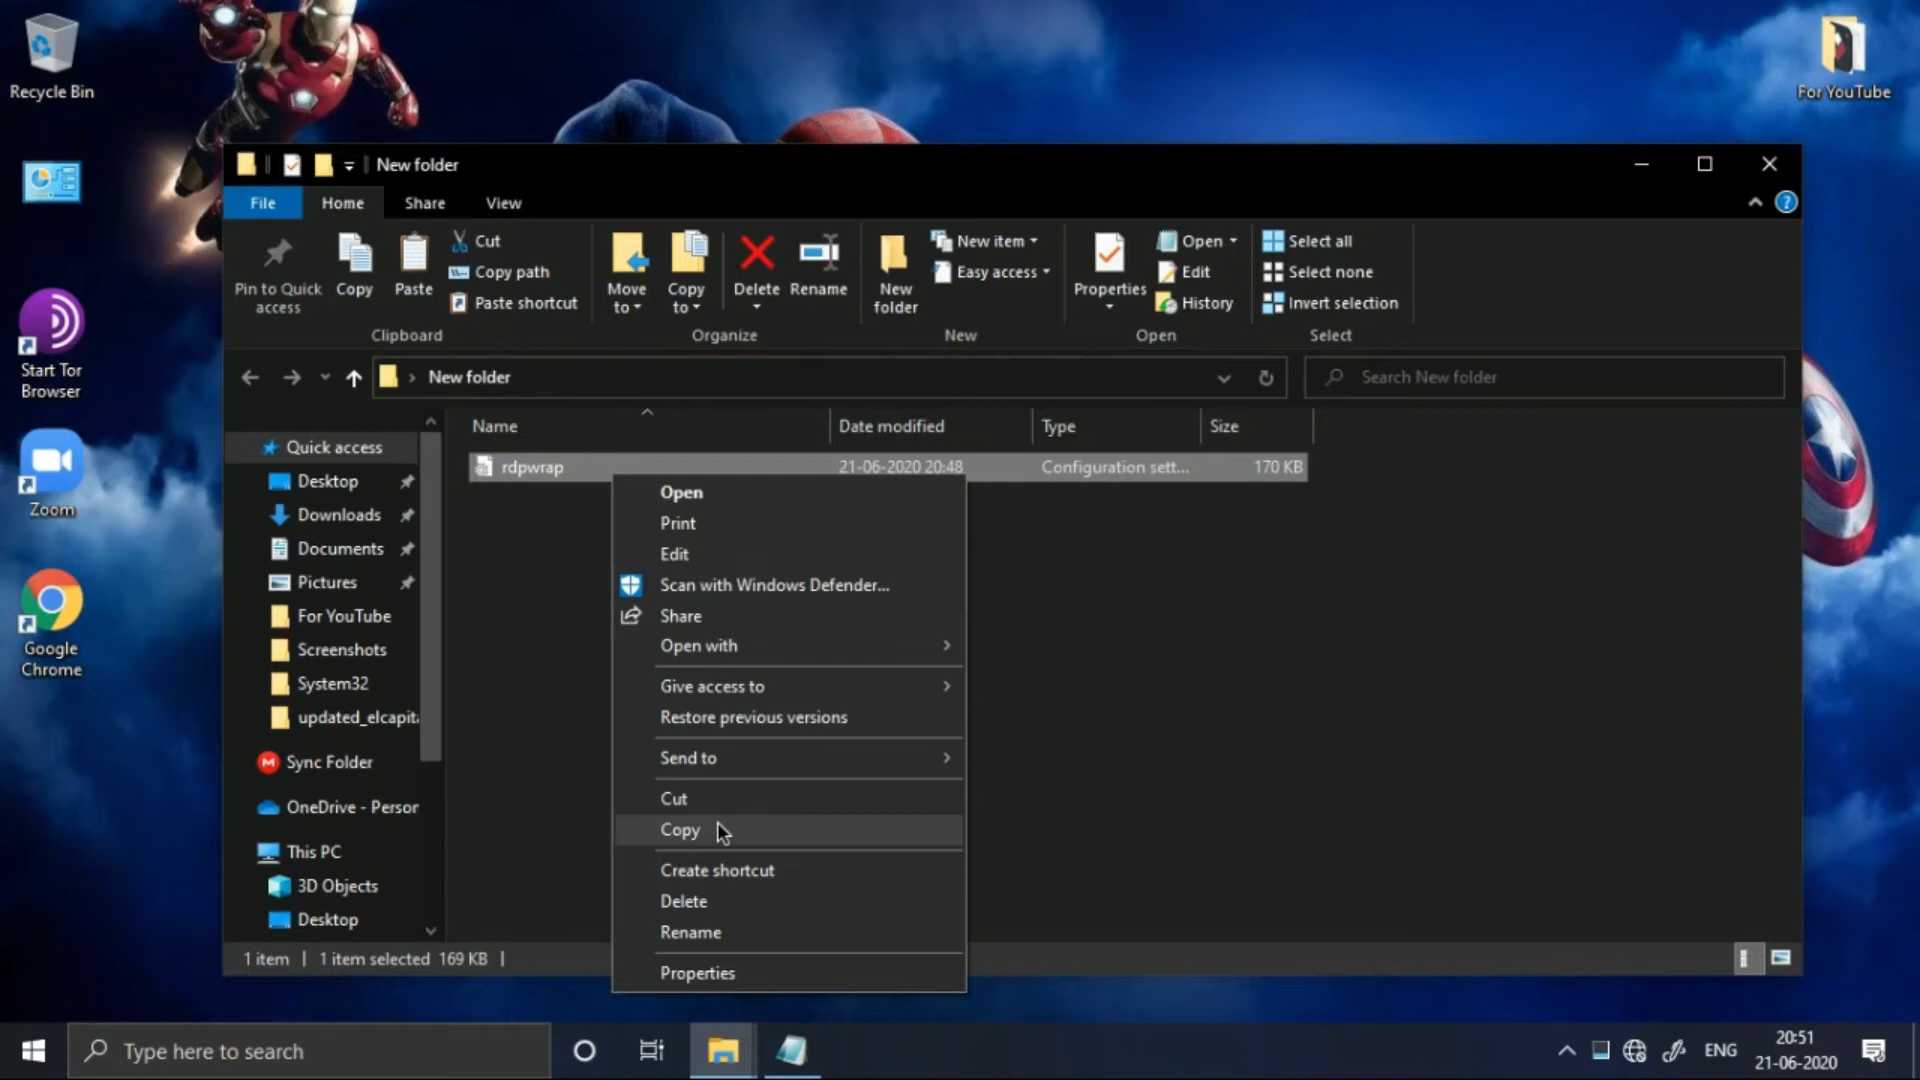 Recycle Bin
For YouTube
New folder
File
Home
Share
View
Pin to Quick
access
Copy
Paste
Cut
Copy path
Paste shortcut
Clipboard
Move
to
Copy
to
Delete
Rename
Organize
New
folder
New item
Easy access
New
Properties
Open
Edit
History
Open
Select all
Select none
Invert selection
Select
New folder
Search New folder
Start Tor
Browser
Zoom
Google
Chrome
Quick access
Desktop
Downloads
Documents
Pictures
For YouTube
Screenshots
System32
updated_elcapit
Sync Folder
OneDrive - Person
This PC
3D Objects
Desktop
Name
Date modified
Type
Size
rdpwrap
21-06-2020 20:48
Configuration sett...
170 KB
Open
Print
Edit
Scan with Windows Defender...
Share
Open with
Give access to
Restore previous versions
Send to
Cut
Copy
Create shortcut
Delete
Rename
Properties
1 item
1 item selected 169 KB
Type here to search
ENG
20:51
21-06-2020